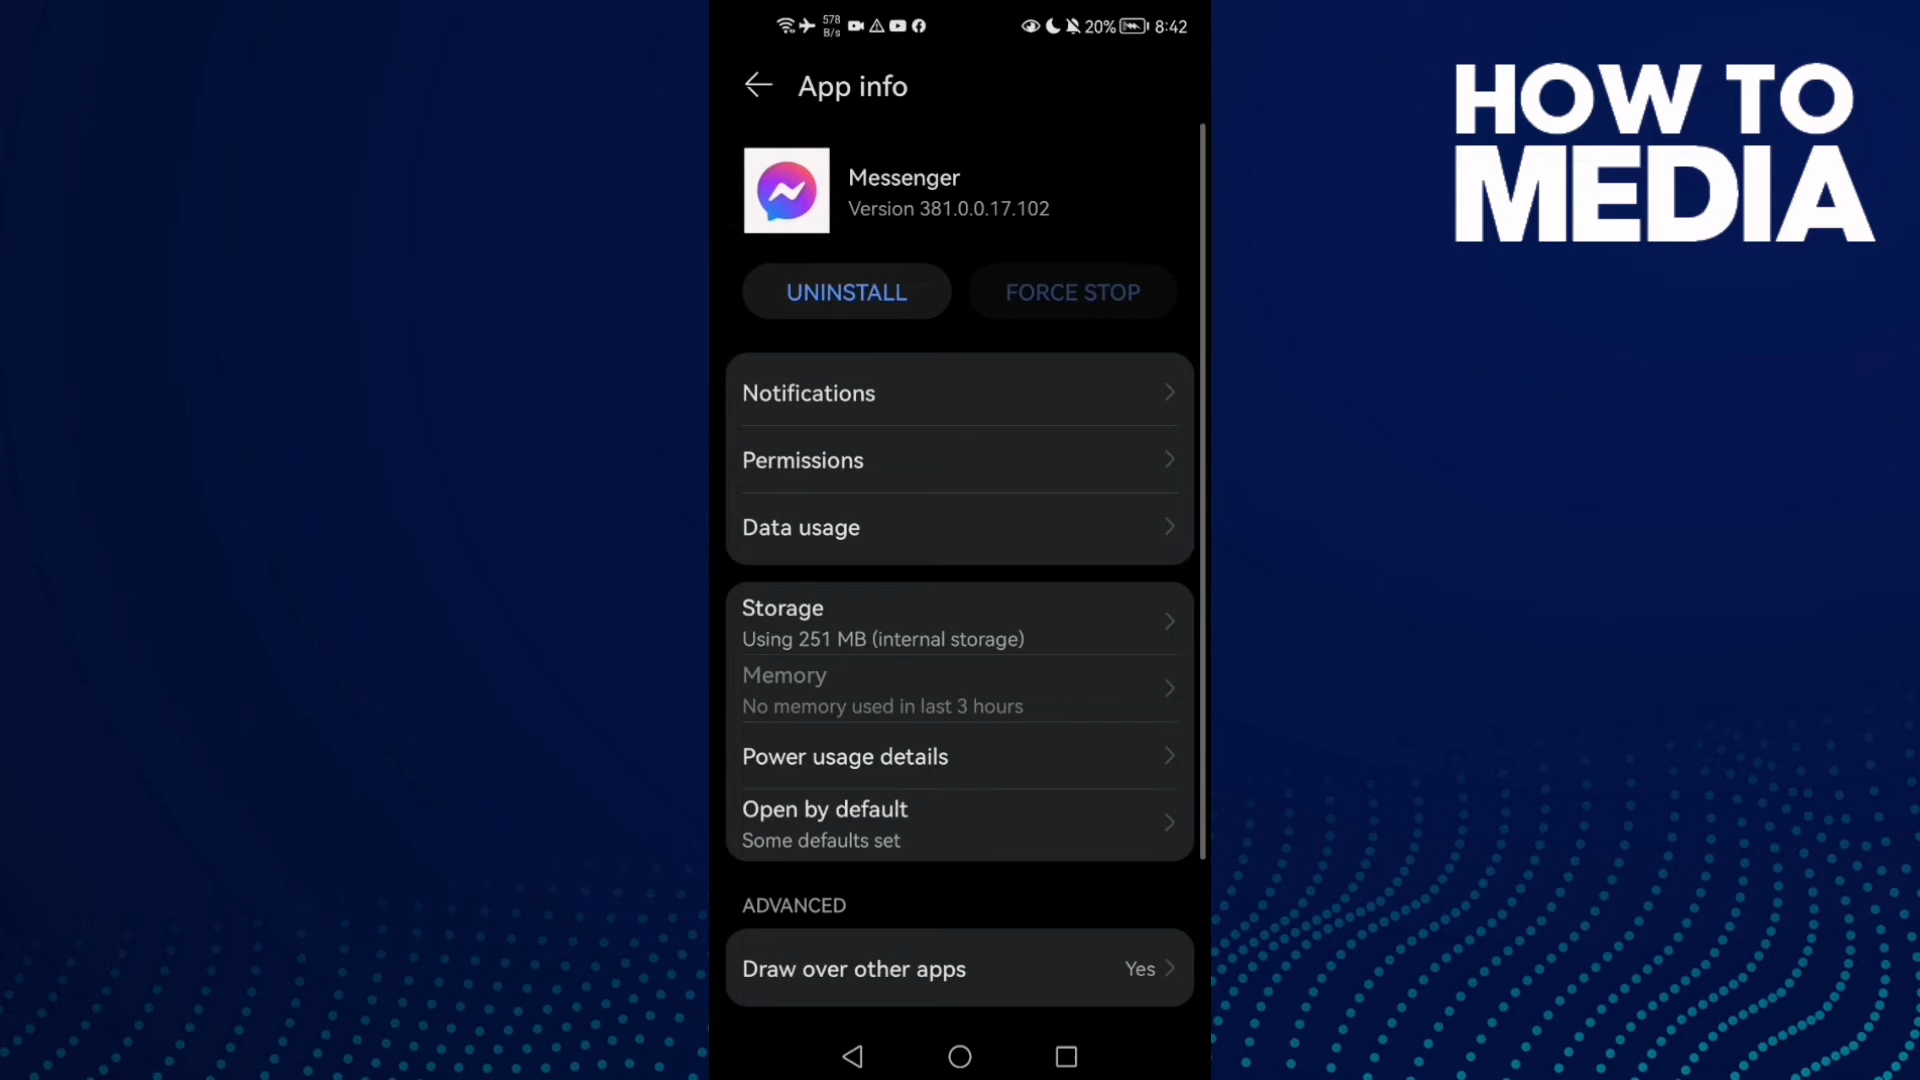 578
B/s
20%
8:42
App info
HOW TO
MEDIA
Messenger
Version 381.0.0.17.102
UNINSTALL
FORCE STOP
Notifications
Permissions
Data usage
Storage
Using 251 MB (internal storage)
Memory
No memory used in last 3 hours
Power usage details
Open by default
Some defaults set
ADVANCED
Draw over other apps
Yes